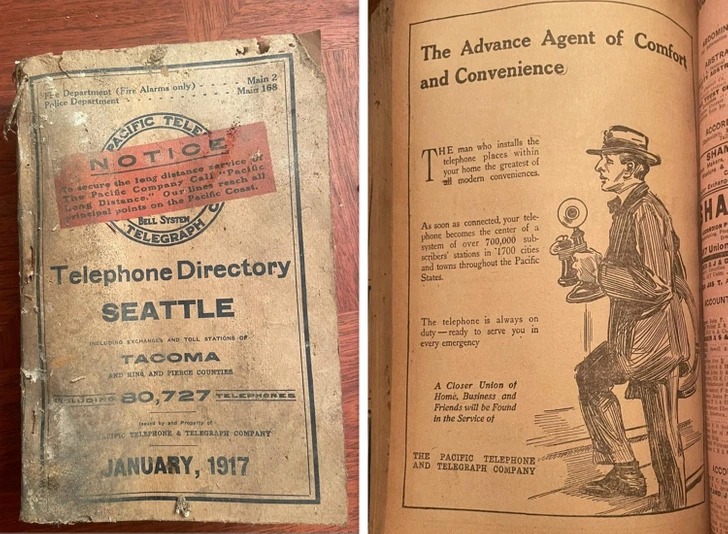 Fire Department (Fire Alarms only) Main 2
Police Department Main 168
PACIFIC TELE
NOTICE
To secure the long distance service of
The Pacific Company Call "Pacific
Long Distance." Our lines reach all
principal points on the Pacific Coast.
BELL SYSTEM
TELEGRAPH
Telephone Directory
SEATTLE
INCLUDING EXCHANGES AND TOLL STATIONS OF
TACOMA
AND KING AND PIERCE COUNTIES
INCLUDING 80,727 TELEPHONES
Issued by and Property of
PACIFIC TELEPHONE & TELEGRAPH COMPANY
JANUARY, 1917
The Advance Agent of Comfort
and Convenience
THE man who installs the
telephone places within
your home the greatest of
all modern conveniences.
As soon as connected, your tele-
phone becomes the center of a
system of over 700,000 sub-
scribers' stations in 1700 cities
and towns throughout the Pacific
States.
The telephone is always on
duty—ready to serve you in
every emergency
A Closer Union of
Home, Business and
Friends will be Found
in the Service of
THE PACIFIC TELEPHONE
AND TELEGRAPH COMPANY